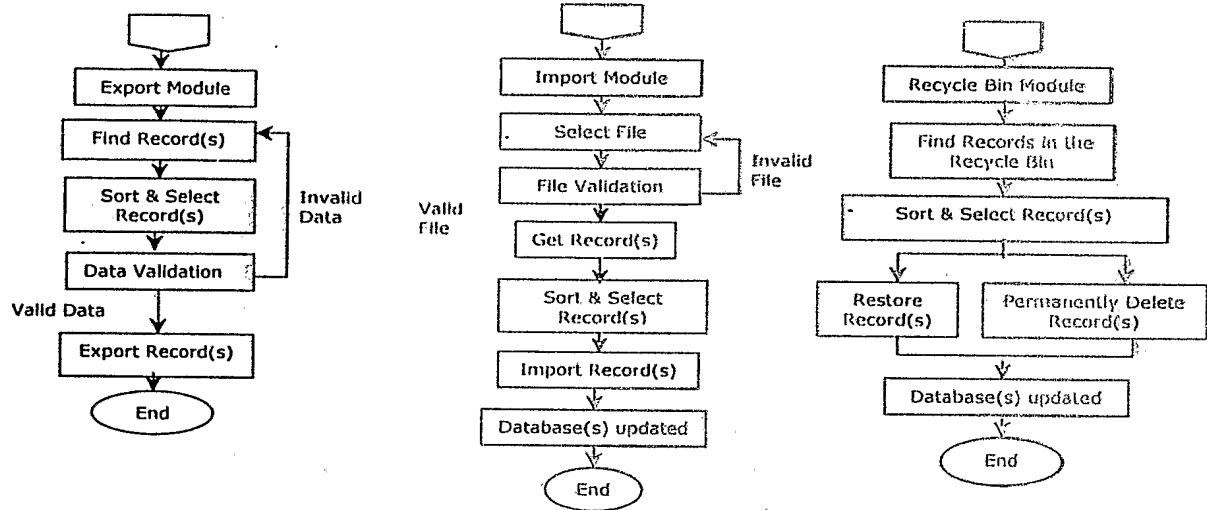 Export Module
Find Record(s)
Sort & Select
Record(s)
Invalid
Data
Data Validation
Valid Data
Export Record(s)
End
Import Module
Select File
Invalid
File
File Validation
Valid
File
Get Record(s)
Sort & Select
Record(s)
Import Record(s)
Database(s) updated
End
Recycle Bin Module
Find Records in the
Recycle Bin
Sort & Select Record(s)
Restore
Record(s)
Permanently Delete
Record(s)
Database(s) updated
End